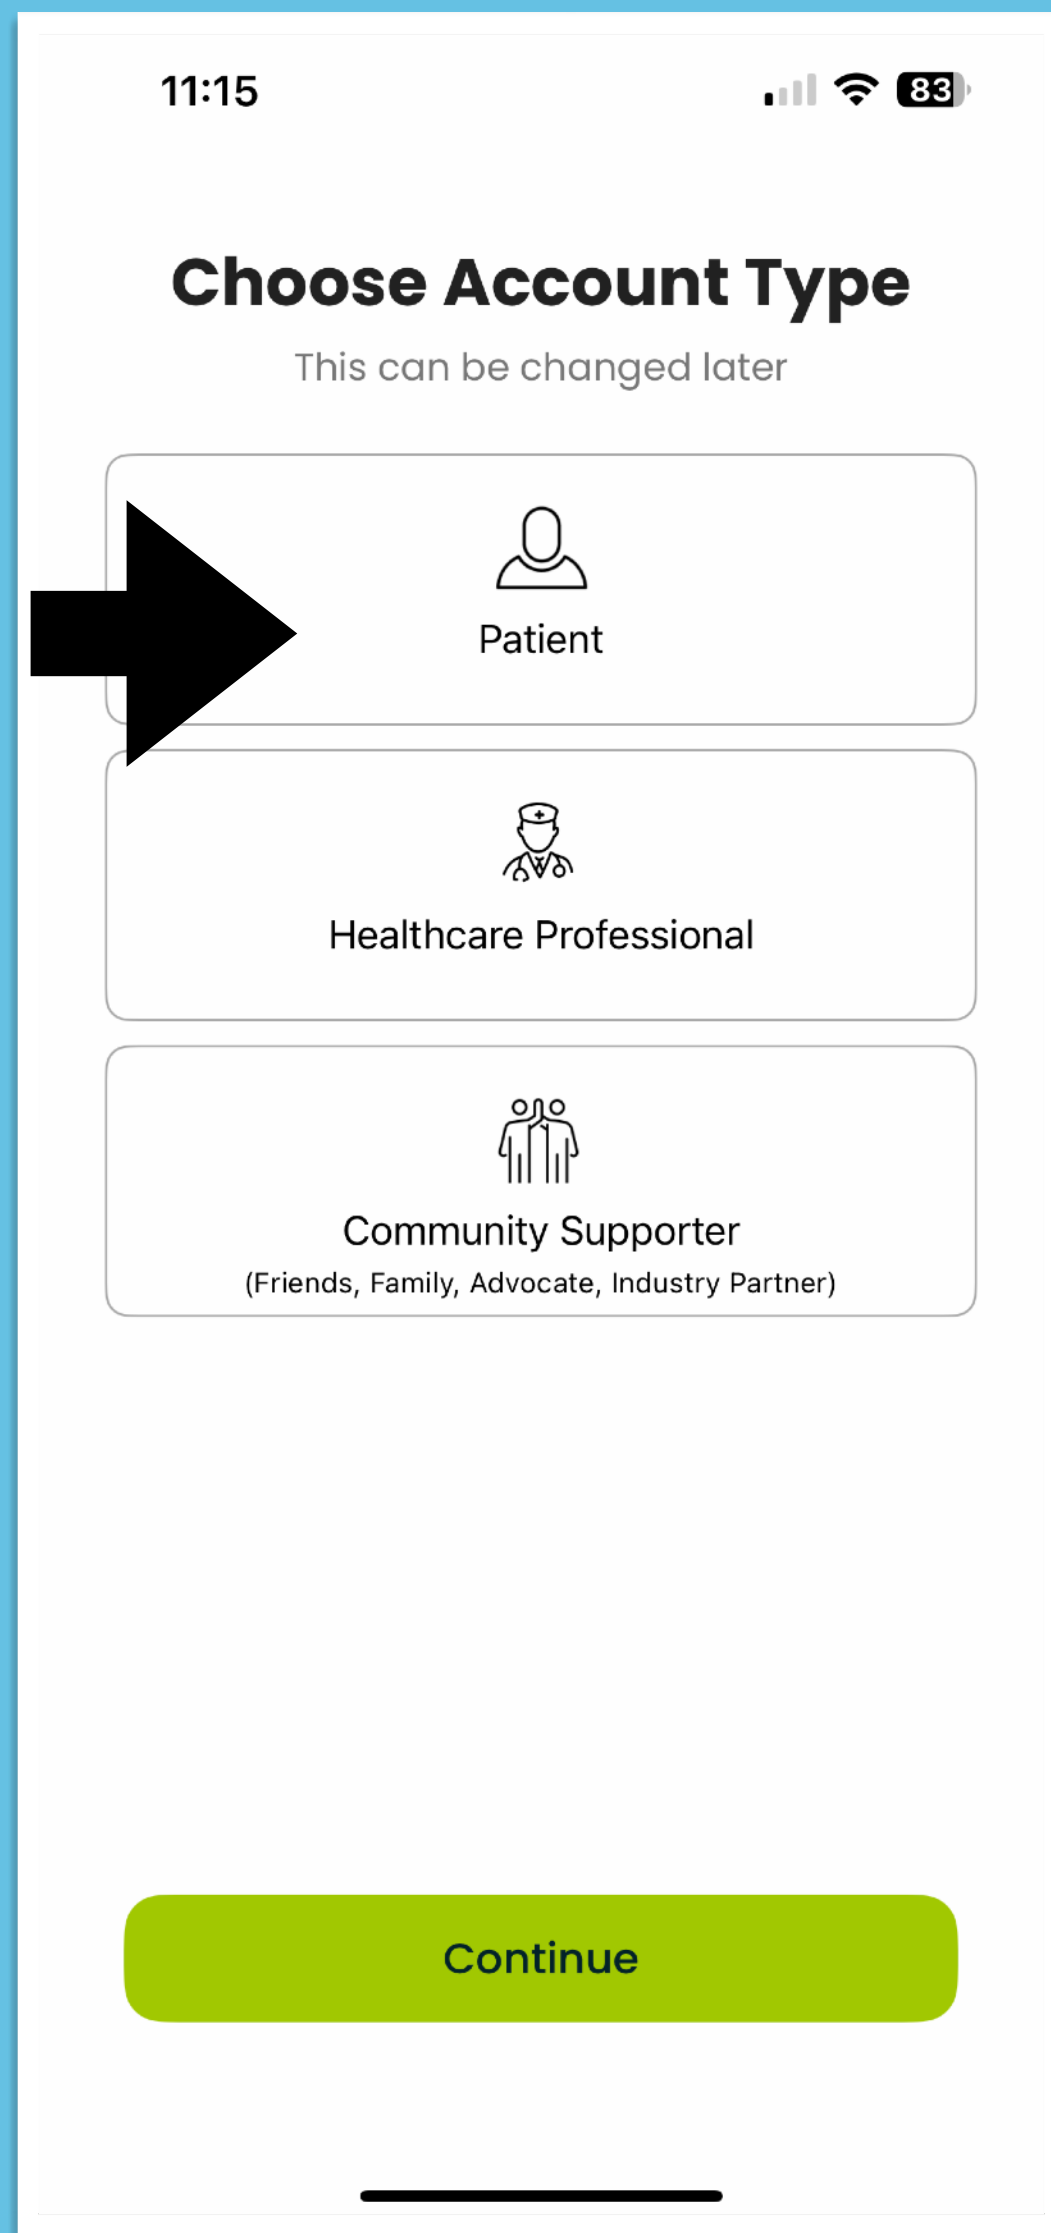 11:15
83
Choose Account Type
This can be changed later
Patient
Healthcare Professional
Community Supporter
(Friends, Family, Advocate, Industry Partner)
Continue